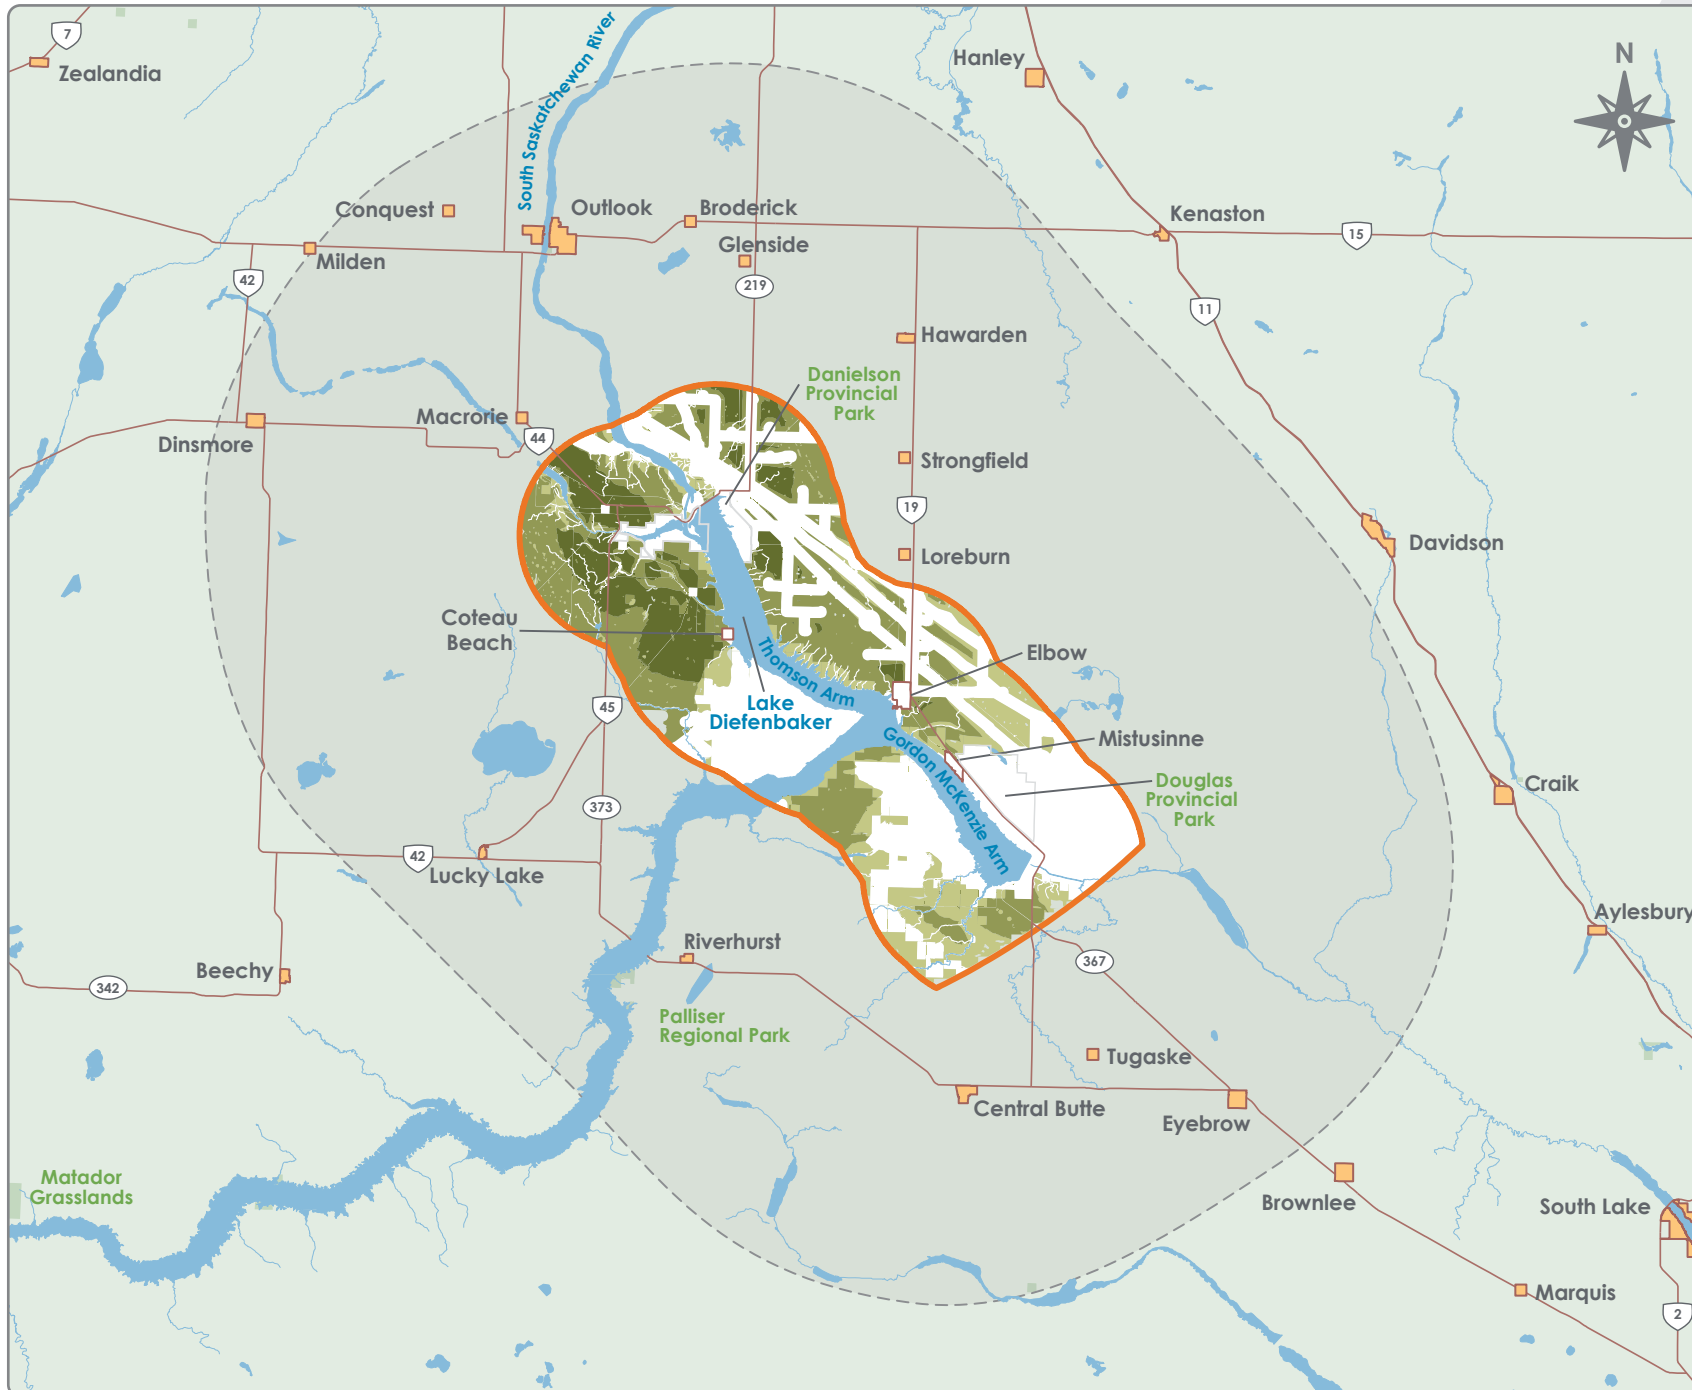 7
Zealandia
South Saskatchewan River
Hanley
N
Conquest
Outlook
Broderick
Kenaston
15
Glenside
Milden
42
219
11
Hawarden
Danielson
Provincial
Park
Macrorie
44
Dinsmore
Strongfield
19
Davidson
Loreburn
Coteau
Beach
Thomson Arm
Elbow
Lake
Diefenbaker
45
Gordon McKenzie Arm
Mistusinne
Douglas
Provincial
Park
Craik
373
42
Lucky Lake
Aylesbury
Riverhurst
367
Beechy
342
Palliser
Regional Park
Tugaske
Central Butte
Eyebrow
Matador
Grasslands
Brownlee
South Lake
Marquis
2